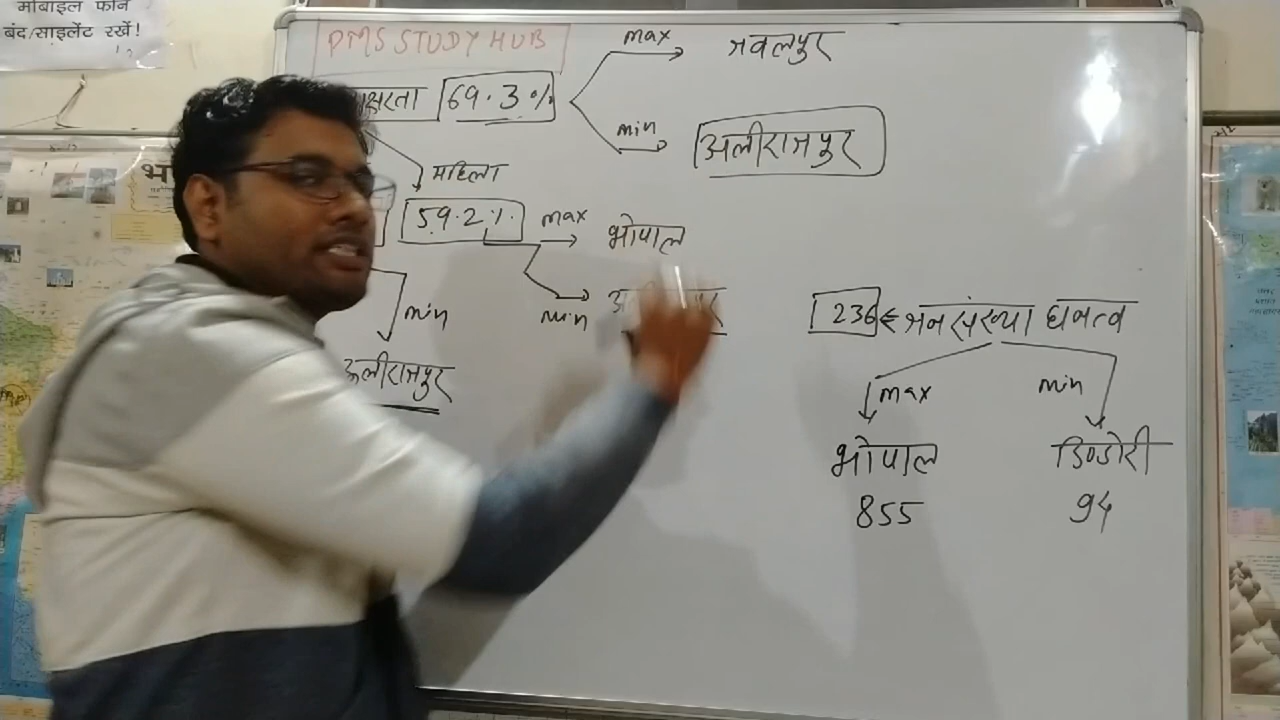 मोबाइल फोन
बंद/साइलेंट रखें!
PMS STUDY HUB
max जबलपुर
क्षरता 69.3%
min अलीराजपुर
महिला
59.2% max भोपाल
min
min
अलीराजपुर
236 जनसंख्या घनत्व
max min
भोपाल डिण्डोरी
855 94